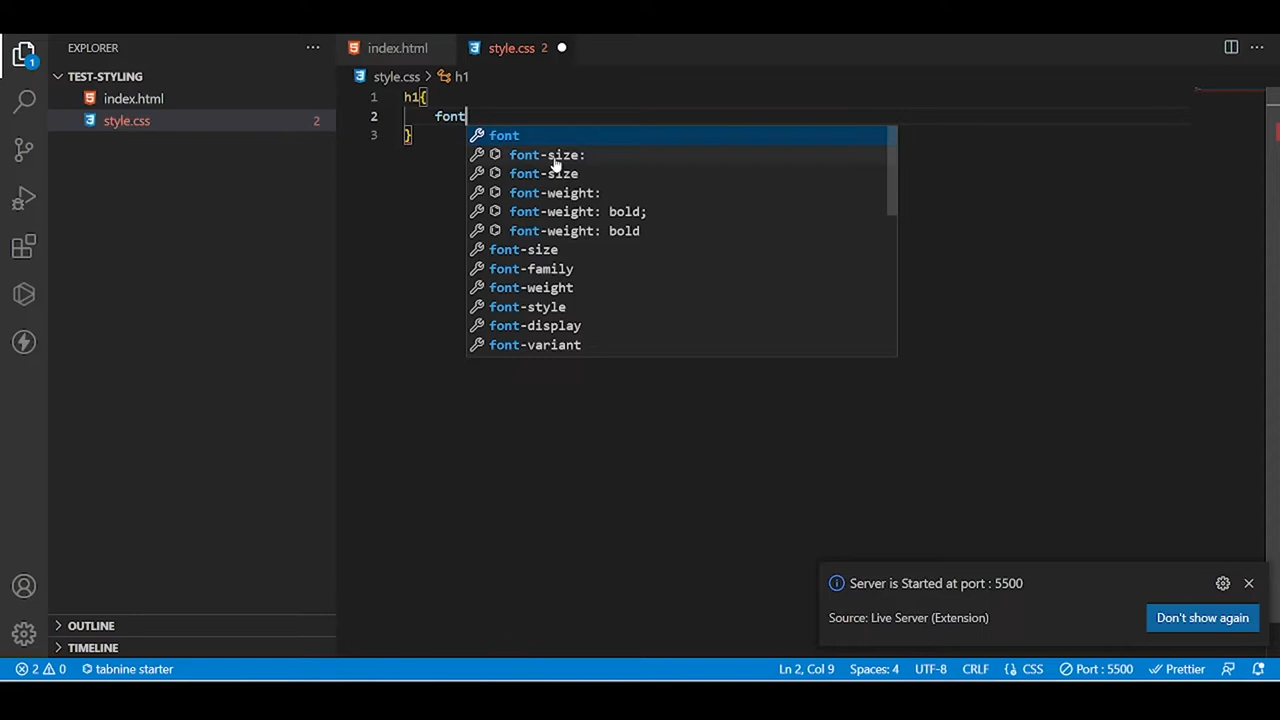 EXPLORER
TEST-STYLING
index.html
style.css 2
index.html
style.css 2
style.css > h1
1 h1{
2 font
3 }
font
font-size:
font-size
font-weight:
font-weight: bold;
font-weight: bold
font-size
font-family
font-weight
font-style
font-display
font-variant
1
Server is Started at port : 5500
Source: Live Server (Extension)
Don't show again
OUTLINE
TIMELINE
2 0 tabnine starter Ln 2, Col 9 Spaces: 4 UTF-8 CRLF {} CSS Port : 5500 Prettier